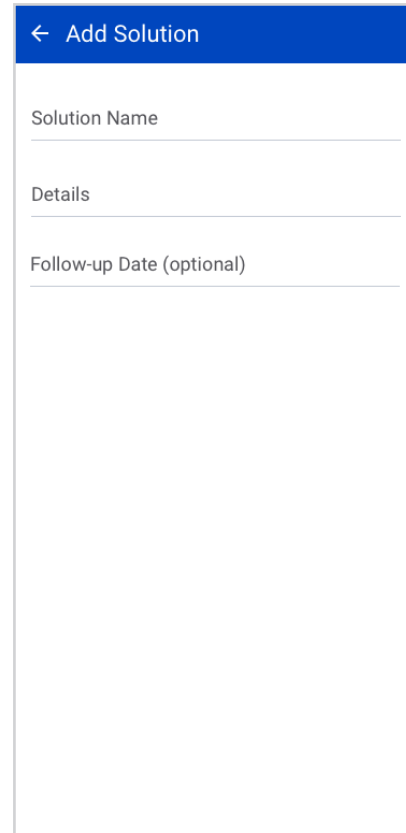 ← Add Solution
Solution Name
Details
Follow-up Date (optional)